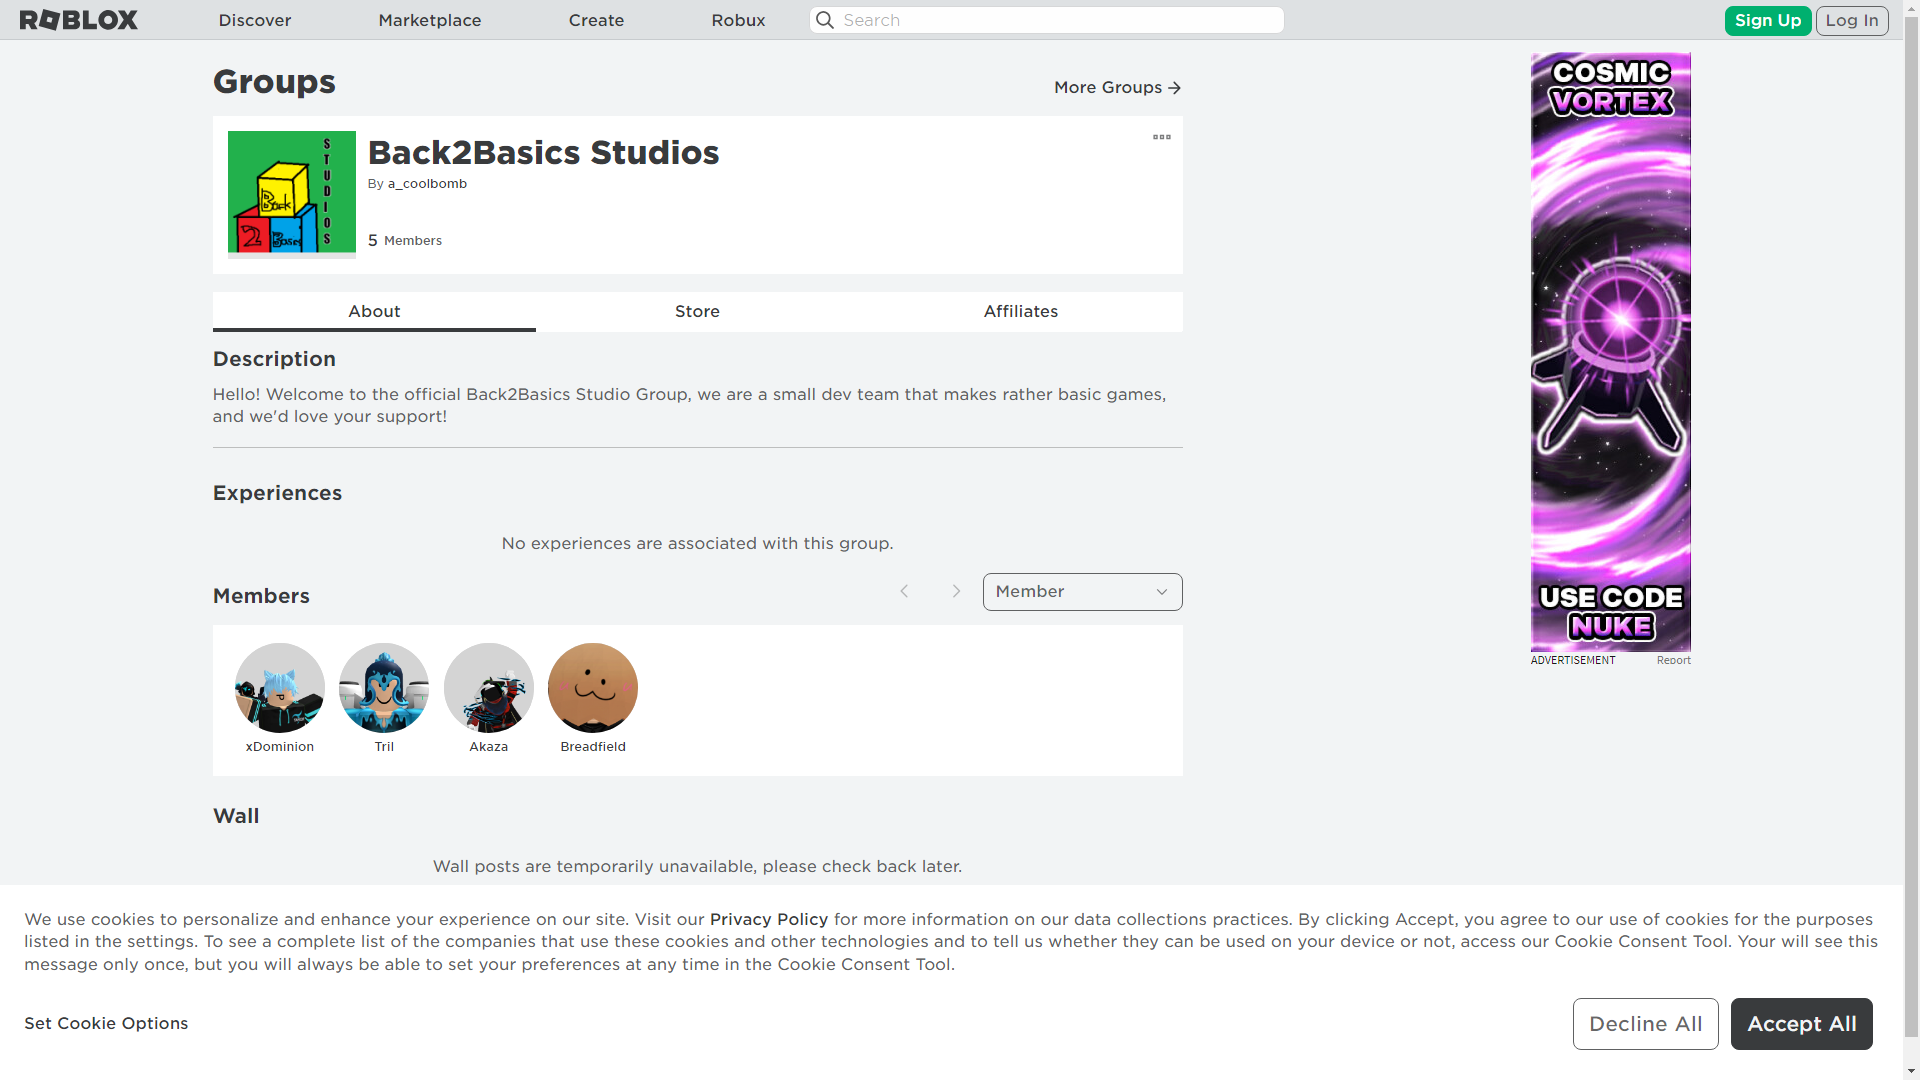 ROBLOX
Discover
Marketplace
Create
Robux
Search
Sign Up
Log In
Groups
More Groups
Back2Basics Studios
By a_coolbomb
5 Members
STUDIOS
Back
2
Basics
About
Store
Affiliates
Description
Hello! Welcome to the official Back2Basics Studio Group, we are a small dev team that makes rather basic games,
and we'd love your support!
Experiences
No experiences are associated with this group.
Members
Member
xDominion
Tril
Akaza
Breadfield
Wall
Wall posts are temporarily unavailable, please check back later.
COSMIC
VORTEX
USE CODE
NUKE
ADVERTISEMENT
Report
We use cookies to personalize and enhance your experience on our site. Visit our Privacy Policy for more information on our data collections practices. By clicking Accept, you agree to our use of cookies for the purposes
listed in the settings. To see a complete list of the companies that use these cookies and other technologies and to tell us whether they can be used on your device or not, access our Cookie Consent Tool. Your will see this
message only once, but you will always be able to set your preferences at any time in the Cookie Consent Tool.
Set Cookie Options
Decline All
Accept All